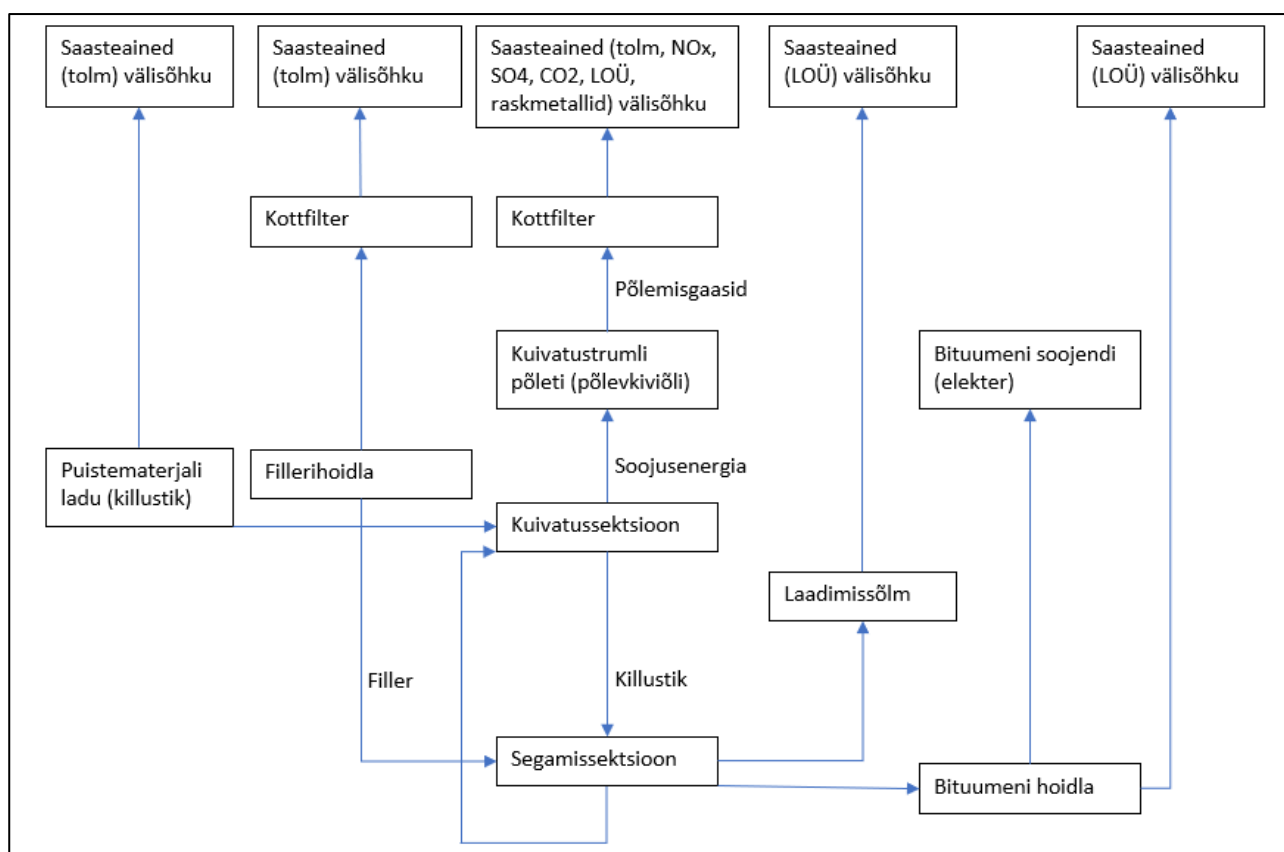 Saasteained
(tolm) välisõhku
Saasteained
(tolm) välisõhku
Saasteained (tolm, NOx,
SO4, CO2, LOÜ,
raskmetallid) välisõhku
Saasteained
(LOÜ) välisõhku
Saasteained
(LOÜ) välisõhku
Kottfilter
Kottfilter
Põlemisgaasid
Kuivatustrumli
põleti (põlevkiviõli)
Bituumeni soojendi
(elekter)
Puistematerjali
ladu (killustik)
Fillerihoidla
Soojusenergia
Kuivatussektsioon
Laadimissõlm
Filler
Killustik
Segamissektsioon
Bituumeni hoidla